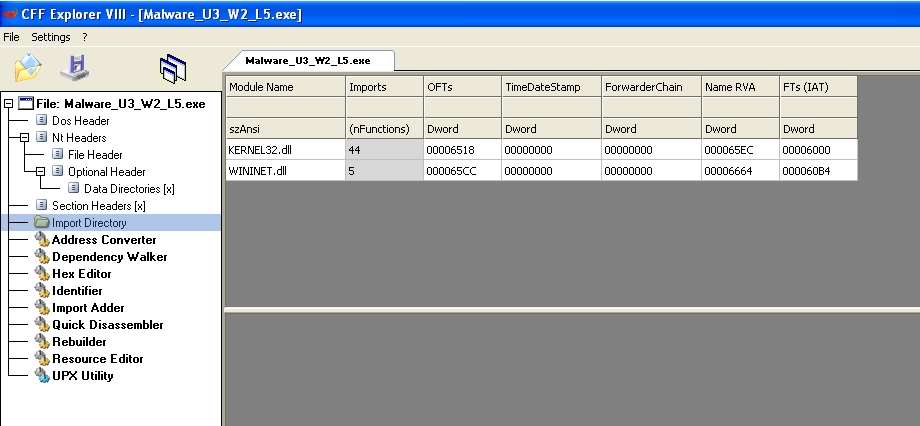 CFF Explorer VIII - [Malware_U3_W2_L5.exe]
File Settings ?
Malware_U3_W2_L5.exe
File: Malware_U3_W2_L5.exe
Dos Header
Nt Headers
File Header
Optional Header
Data Directories [x]
Section Headers [x]
Import Directory
Address Converter
Dependency Walker
Hex Editor
Identifier
Import Adder
Quick Disassembler
Rebuilder
Resource Editor
UPX Utility
Module Name Imports OFTs TimeDateStamp ForwarderChain Name RVA FTs (IAT)
szAnsi (nFunctions) Dword Dword Dword Dword Dword
KERNEL32.dll 44 00006518 00000000 00000000 000065EC 00006000
WININET.dll 5 000065CC 00000000 00000000 00006664 000060B4